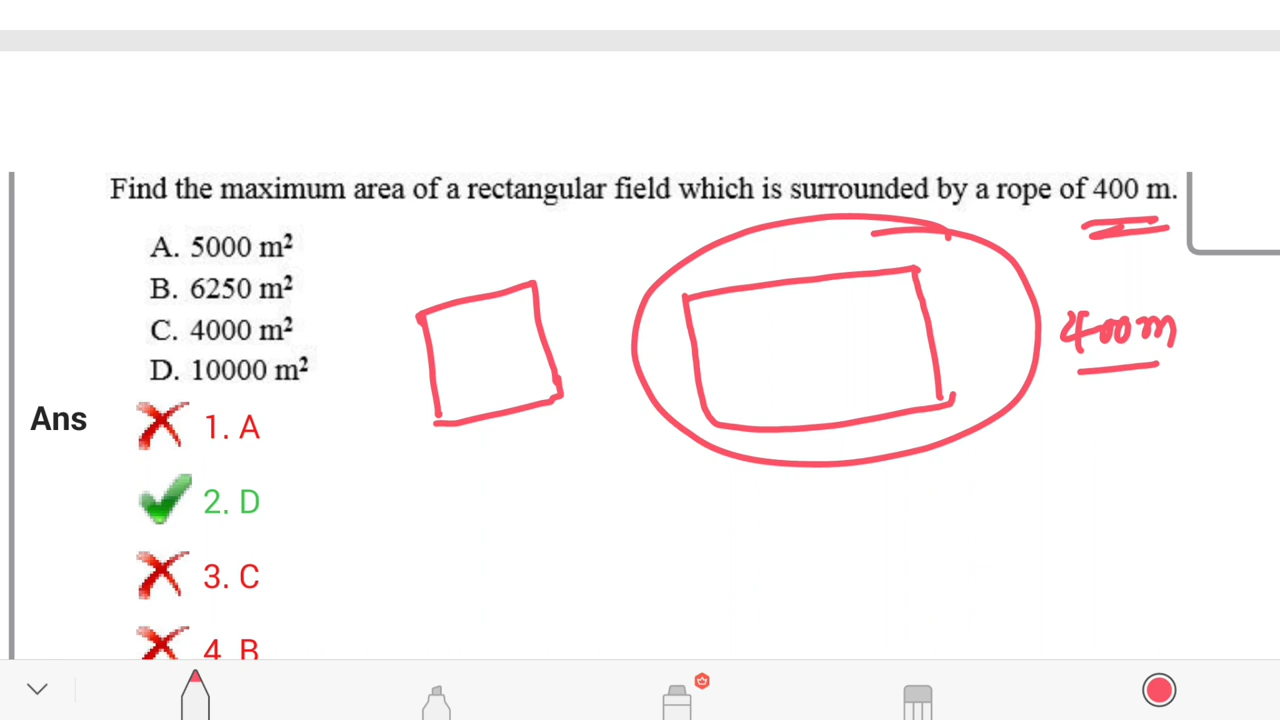 Find the maximum area of a rectangular field which is surrounded by a rope of 400 m.
A. 5000 m²
B. 6250 m²
C. 4000 m²
D. 10000 m²
400m
Ans
1. A
2. D
3. C
4. B